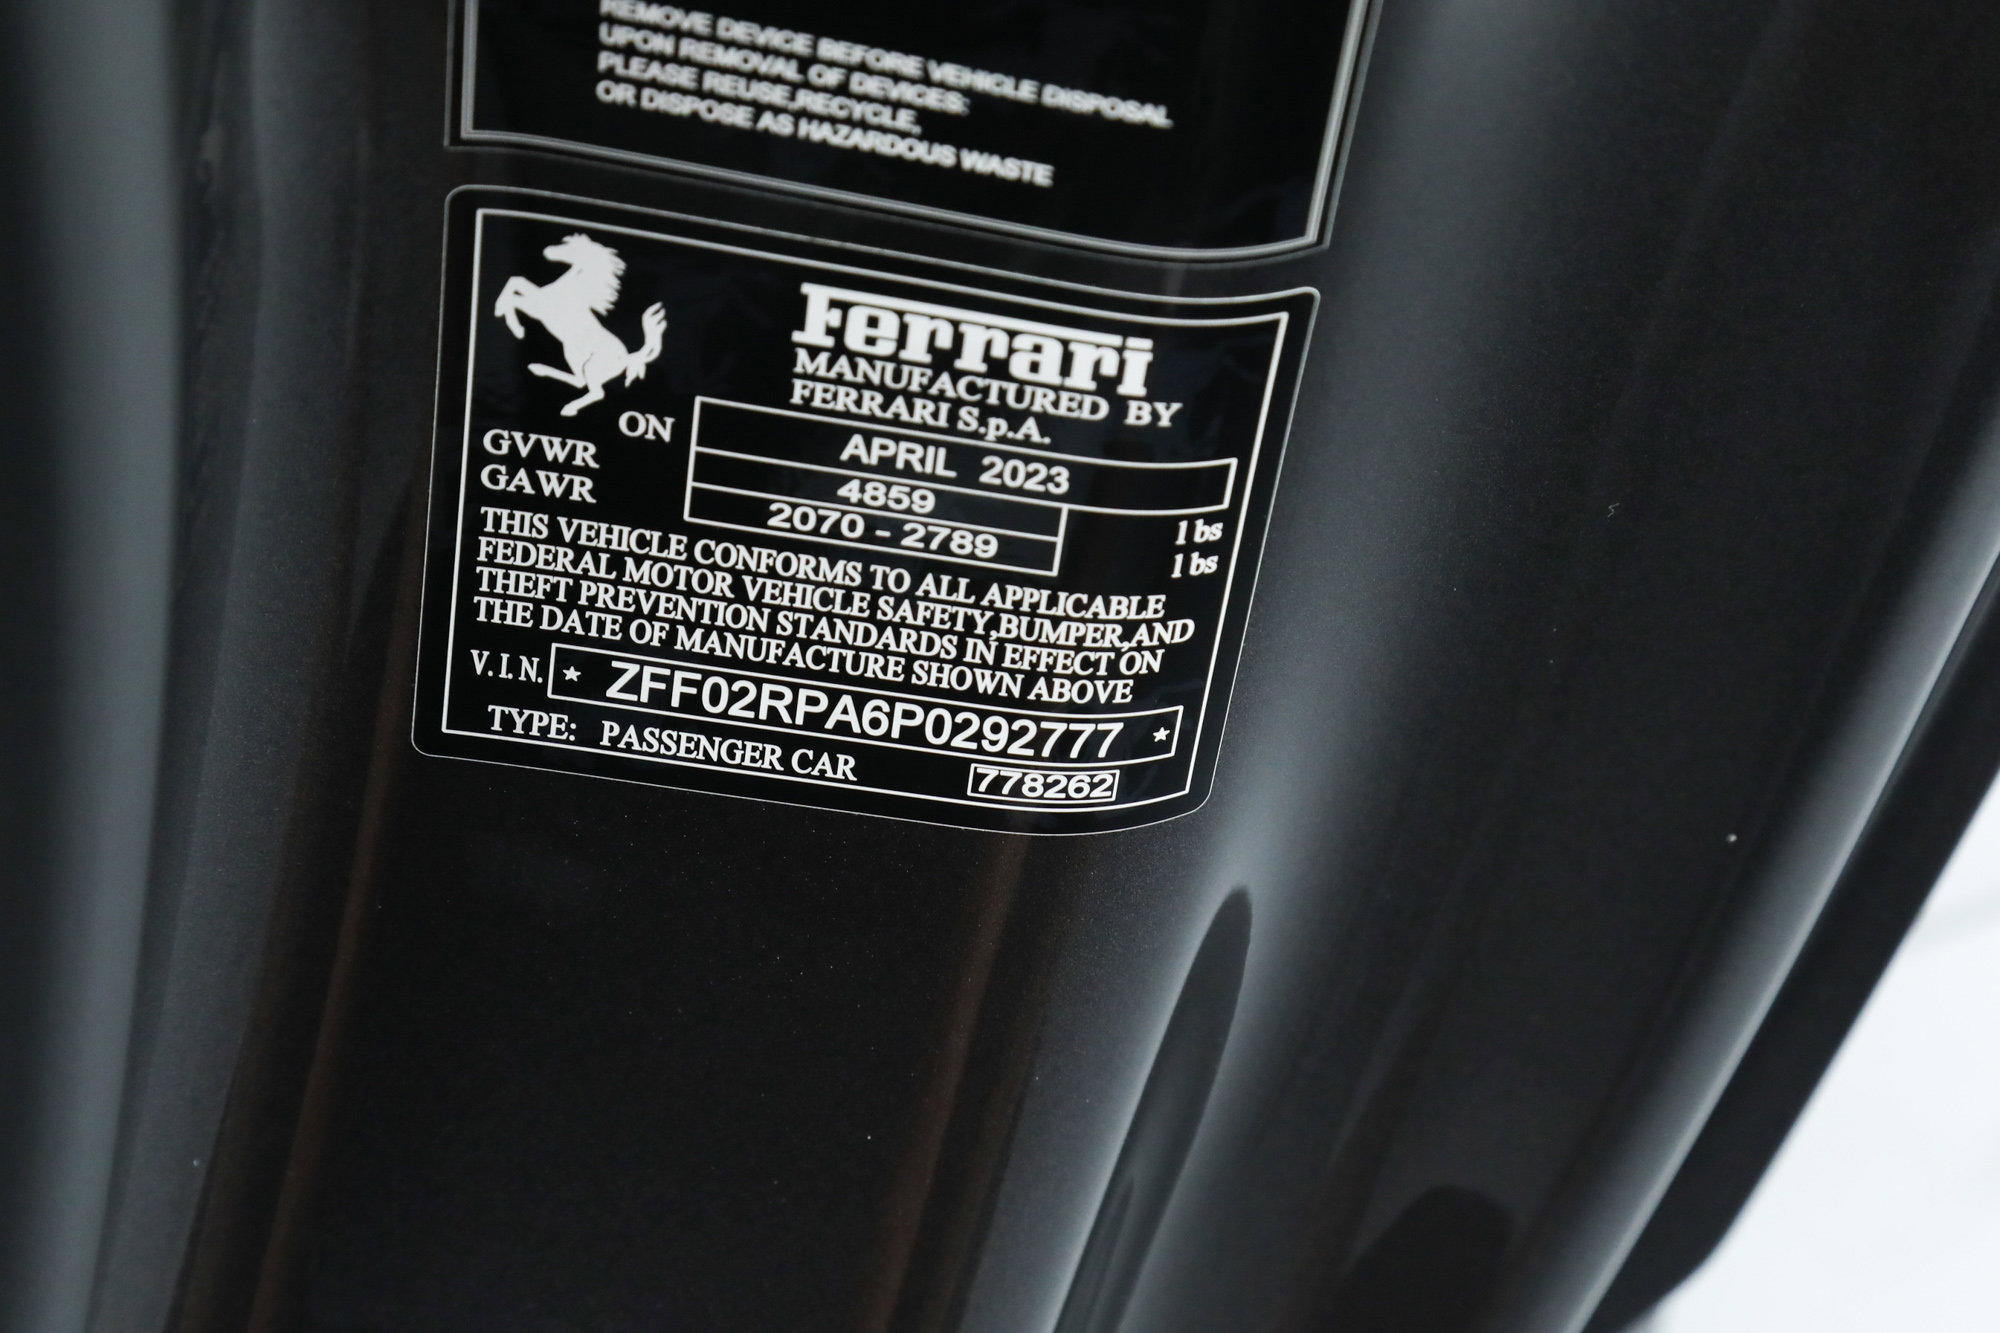 REMOVE DEVICE BEFORE VEHICLE DISPOSAL
UPON REMOVAL OF DEVICES:
PLEASE REUSE,RECYCLE,
OR DISPOSE AS HAZARDOUS WASTE
Ferrari
MANUFACTURED BY
FERRARI S.p.A.
ON APRIL 2023
GVWR 4859 lbs
GAWR 2070 - 2789 lbs
THIS VEHICLE CONFORMS TO ALL APPLICABLE
FEDERAL MOTOR VEHICLE SAFETY,BUMPER,AND
THEFT PREVENTION STANDARDS IN EFFECT ON
THE DATE OF MANUFACTURE SHOWN ABOVE
V.I.N. * ZFF02RPA6P0292777 *
TYPE: PASSENGER CAR 778262